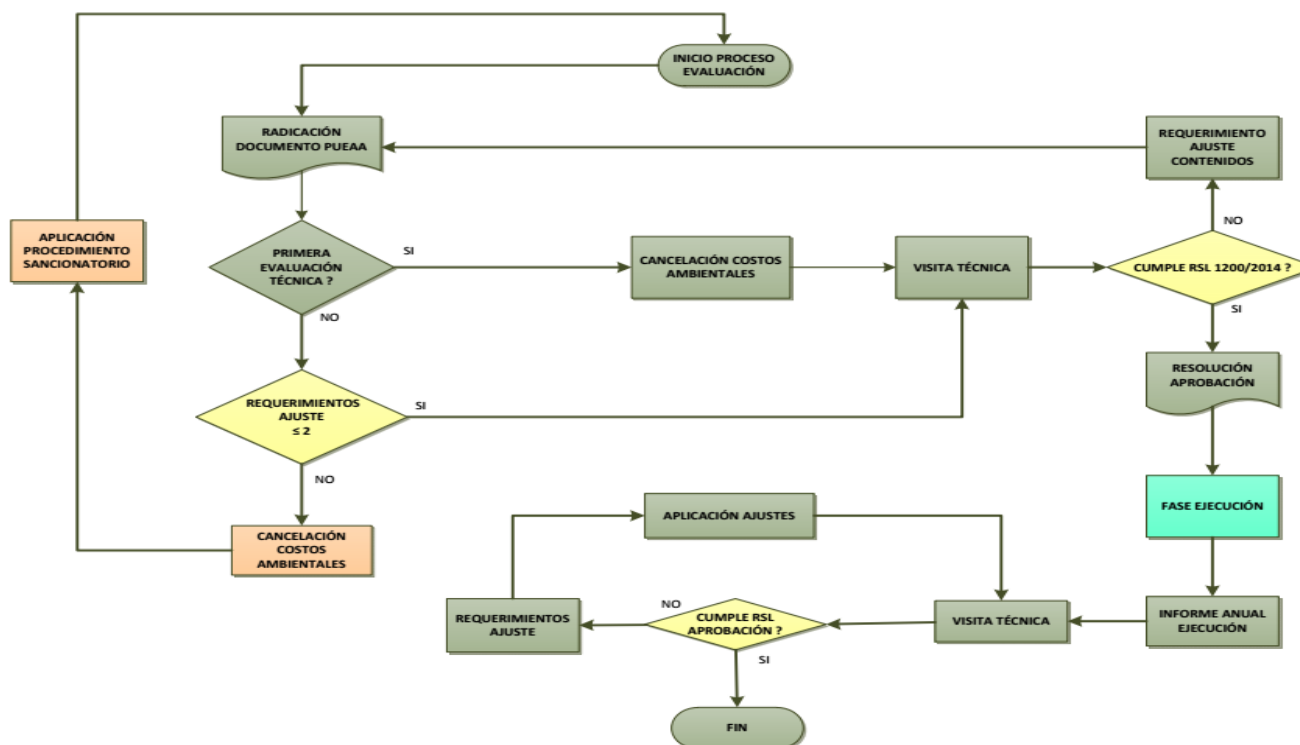 INICIO PROCESO
EVALUACIÓN
RADICACIÓN
DOCUMENTO PUEAA
REQUERIMIENTO
AJUSTE
CONTENIDOS
NO
APLICACIÓN
PROCEDIMIENTO
SANCIONATORIO
PRIMERA
EVALUACIÓN
TÉCNICA ?
SI
CANCELACIÓN COSTOS
AMBIENTALES
VISITA TÉCNICA
CUMPLE RSL 1200/2014 ?
NO
SI
REQUERIMIENTOS
AJUSTE
≤ 2
SI
RESOLUCIÓN
APROBACIÓN
NO
CANCELACIÓN
COSTOS
AMBIENTALES
APLICACIÓN AJUSTES
FASE EJECUCIÓN
REQUERIMIENTOS
AJUSTE
NO
CUMPLE RSL
APROBACIÓN ?
VISITA TÉCNICA
INFORME ANUAL
EJECUCIÓN
SI
FIN